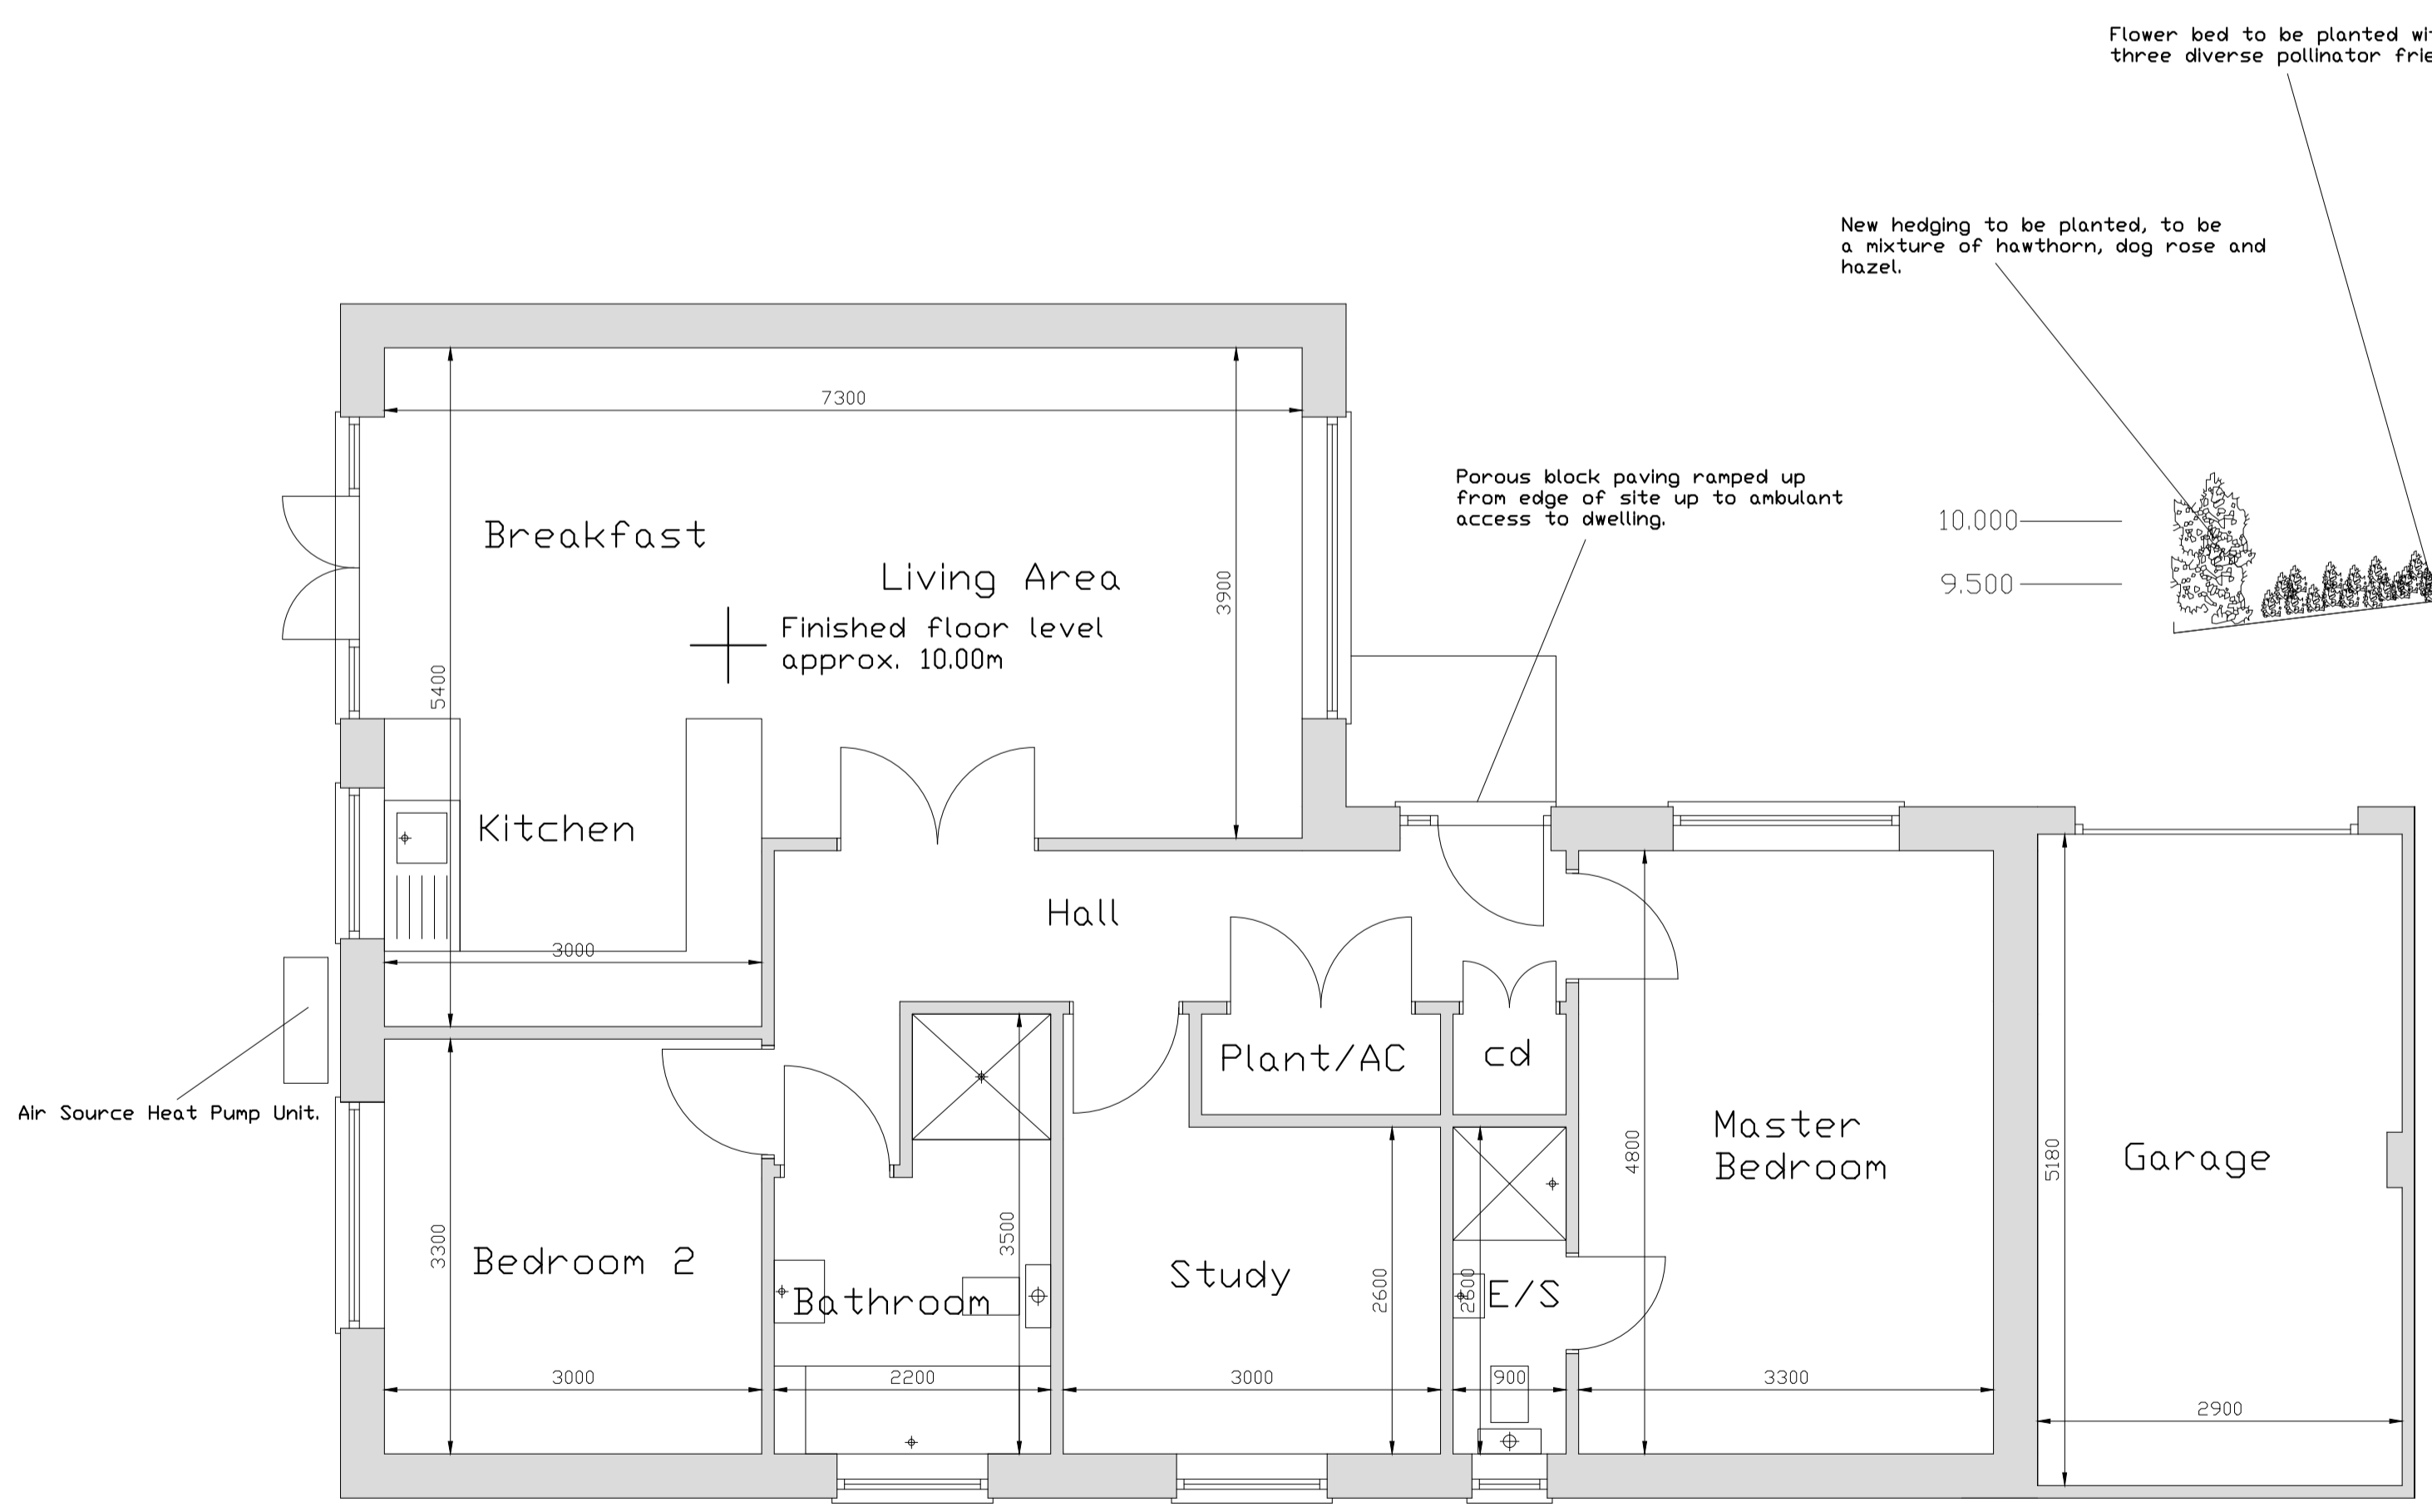 Flower bed to be planted
three diverse pollinator
New hedging to be planted, to be
a mixture of hawthorn, dog rose and
hazel.
7300
Porous block paving ramped up
from edge of site up to ambulant
access to dwelling.
10.000
9.500
Breakfast
Living Area
3900
Finished floor level
approx. 10.00m
5400
Kitchen
Hall
3000
Plant/AC
cd
Air Source Heat Pump Unit.
Master
Bedroom
4800
5180
Garage
3300
Bedroom 2
3500
Bathroom
Study
2600
E/S
3000
2200
3000
900
3300
2900